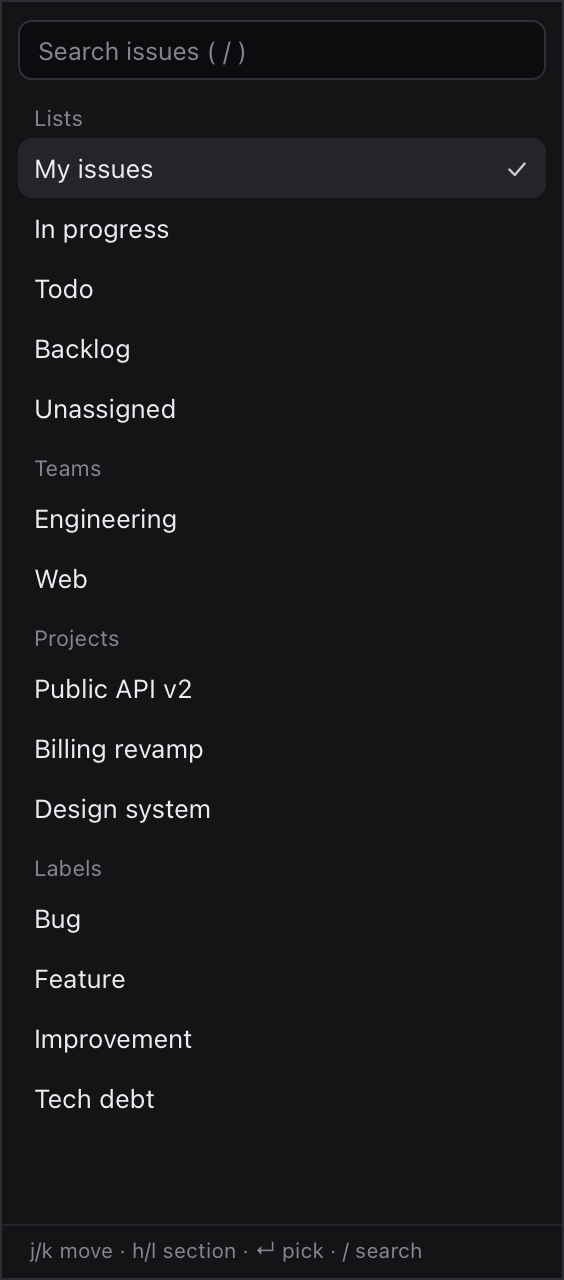 Search issues ( / )
Lists
My issues
In progress
Todo
Backlog
Unassigned
Teams
Engineering
Web
Projects
Public API v2
Billing revamp
Design system
Labels
Bug
Feature
Improvement
Tech debt
j/k move · h/l section · ↵ pick · / search